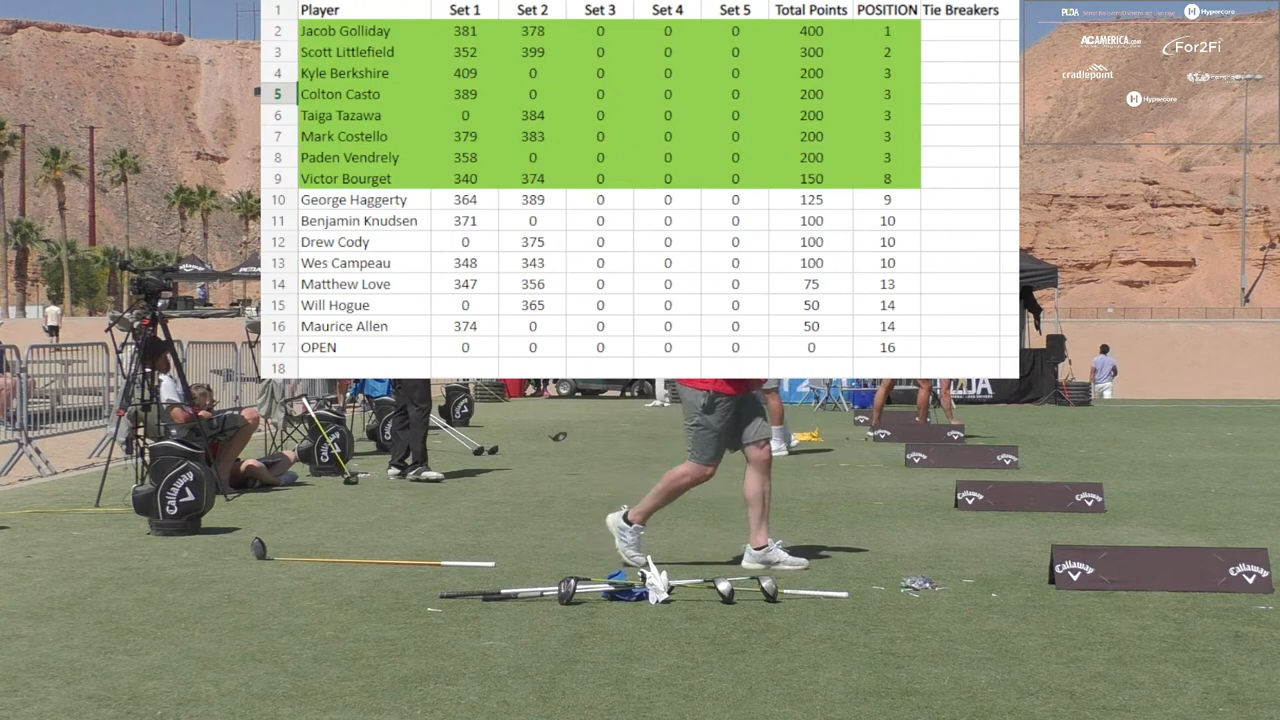 1 Player Set 1 Set 2 Set 3 Set 4 Set 5 Total Points POSITION Tie Breakers
2 Jacob Golliday 381 378 0 0 0 400 1
3 Scott Littlefield 352 399 0 0 0 300 2
4 Kyle Berkshire 409 0 0 0 0 200 3
5 Colton Casto 389 0 0 0 0 200 3
6 Taiga Tazawa 0 384 0 0 0 200 3
7 Mark Costello 379 383 0 0 0 200 3
8 Paden Vendrely 358 0 0 0 0 200 3
9 Victor Bourget 340 374 0 0 0 150 8
10 George Haggerty 364 389 0 0 0 125 9
11 Benjamin Knudsen 371 0 0 0 0 100 10
12 Drew Cody 0 375 0 0 0 100 10
13 Wes Campeau 348 343 0 0 0 100 10
14 Matthew Love 347 356 0 0 0 75 13
15 Will Hogue 0 365 0 0 0 50 14
16 Maurice Allen 374 0 0 0 0 50 14
17 OPEN 0 0 0 0 0 0 16
18
Hypercore
ACAMERICA.com For2Fi
cradlepoint
Hypercore
Callaway
Callaway Callaway
Callaway Callaway
Callaway Callaway
Callaway
Callaway Callaway